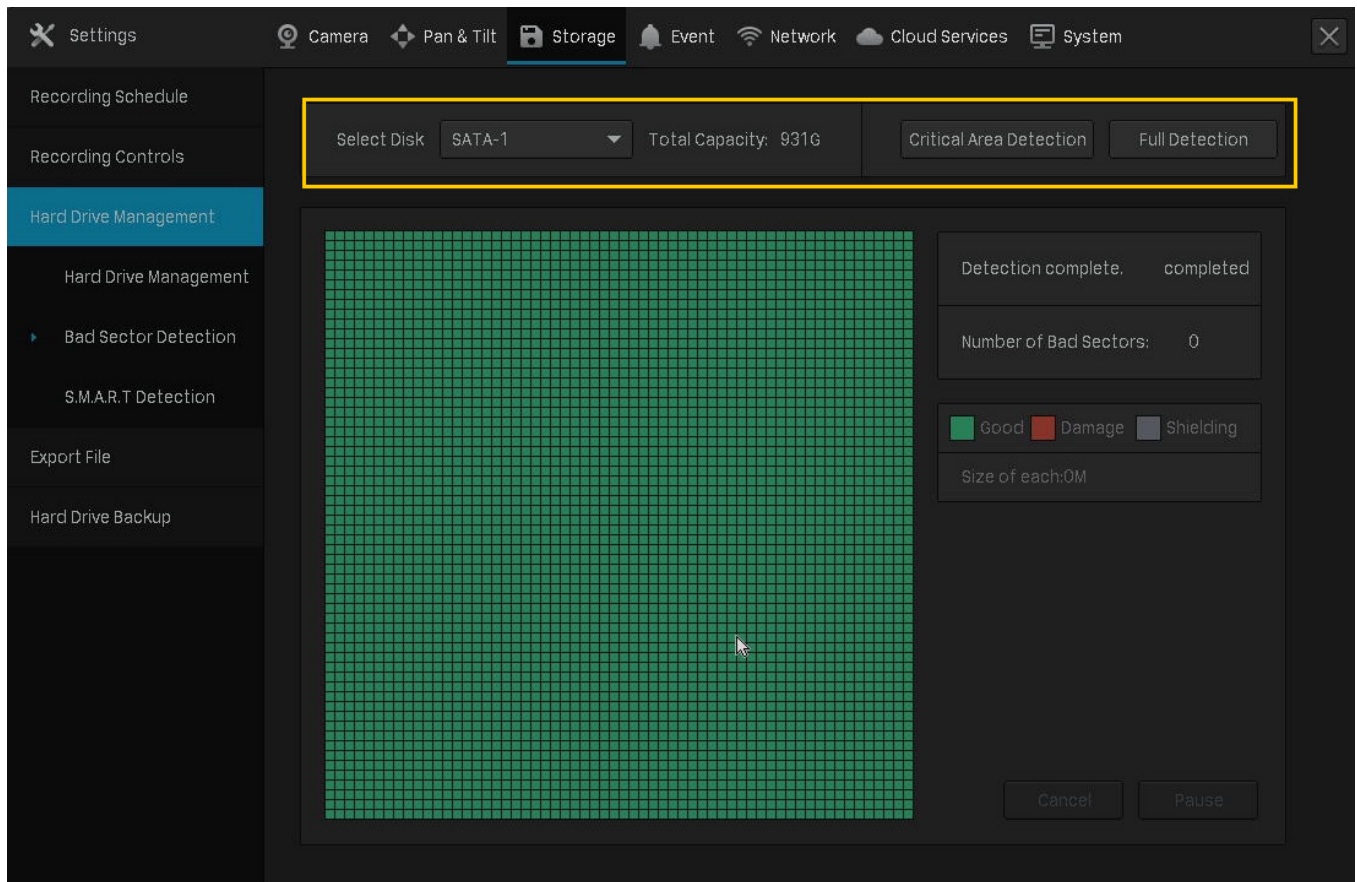 Settings
Camera
Pan & Tilt
Storage
Event
Network
Cloud Services
System
Recording Schedule
Recording Controls
Hard Drive Management
Hard Drive Management
Bad Sector Detection
S.M.A.R.T Detection
Export File
Hard Drive Backup
Select Disk SATA-1 Total Capacity: 931G Critical Area Detection Full Detection
Detection complete. completed
Number of Bad Sectors: 0
Good Damage Shielding
Size of each:0M
Cancel Pause